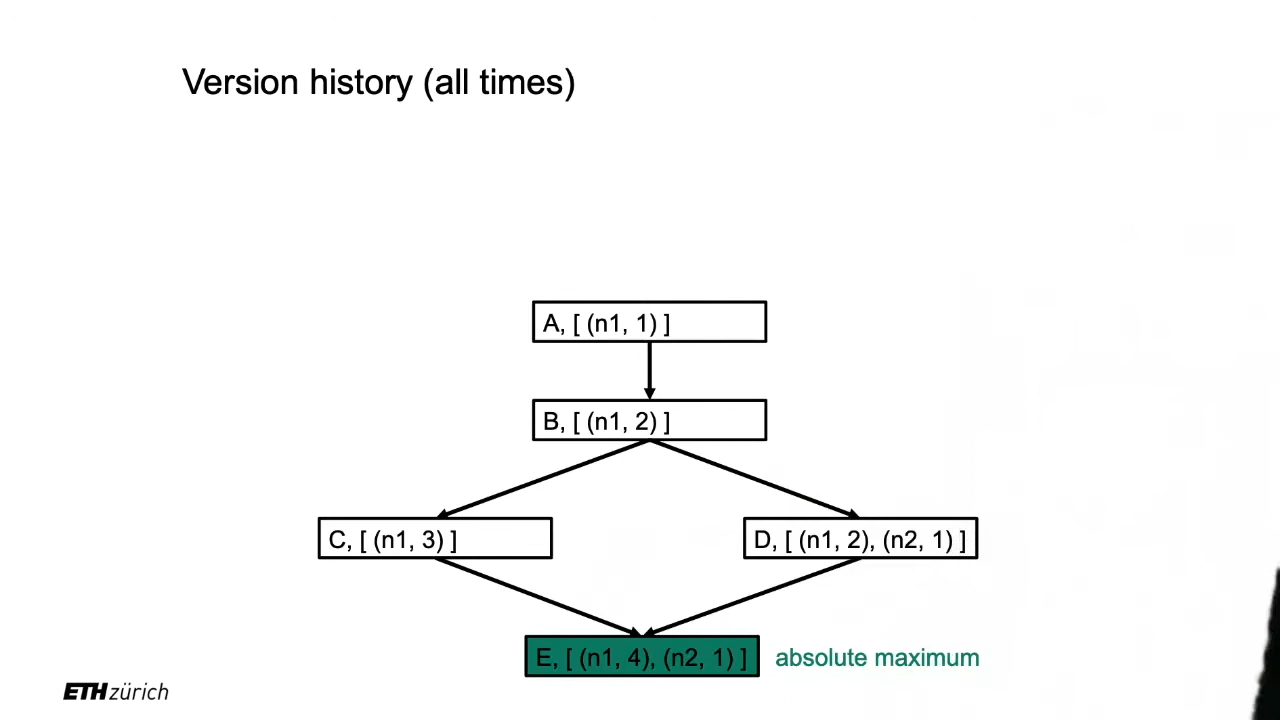 Version history (all times)
A, [ (n1, 1) ]
B, [ (n1, 2) ]
C, [ (n1, 3) ]
D, [ (n1, 2), (n2, 1) ]
E, [ (n1, 4), (n2, 1) ]
absolute maximum
ETH zürich